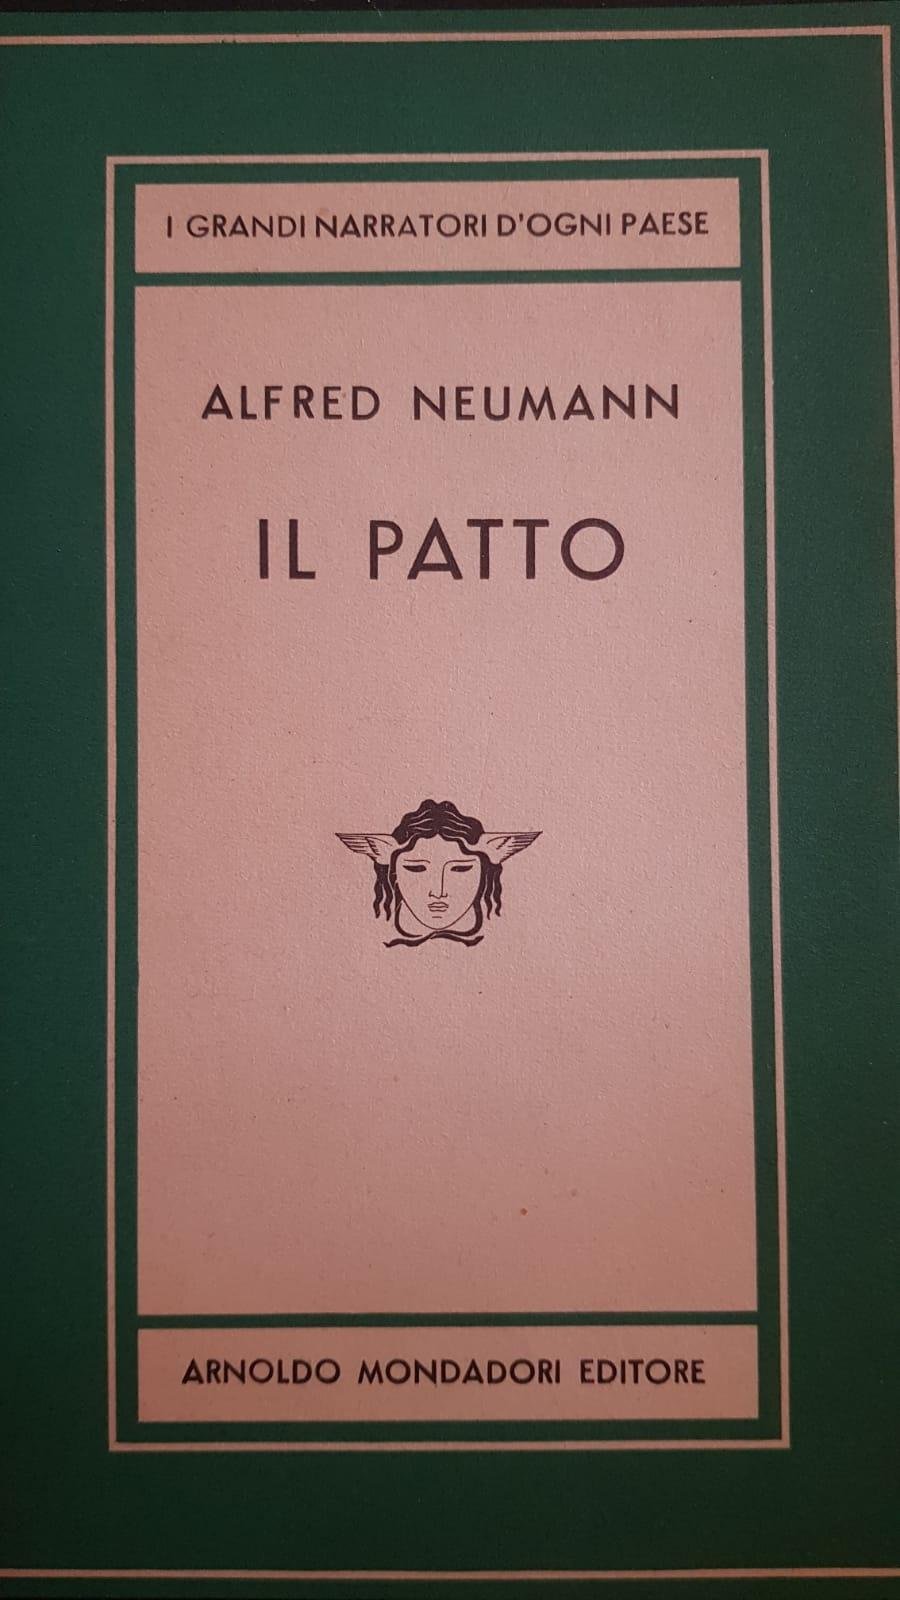 I GRANDI NARRATORI D'OGNI PAESE
ALFRED NEUMANN
IL PATTO
ARNOLDO MONDADORI EDITORE